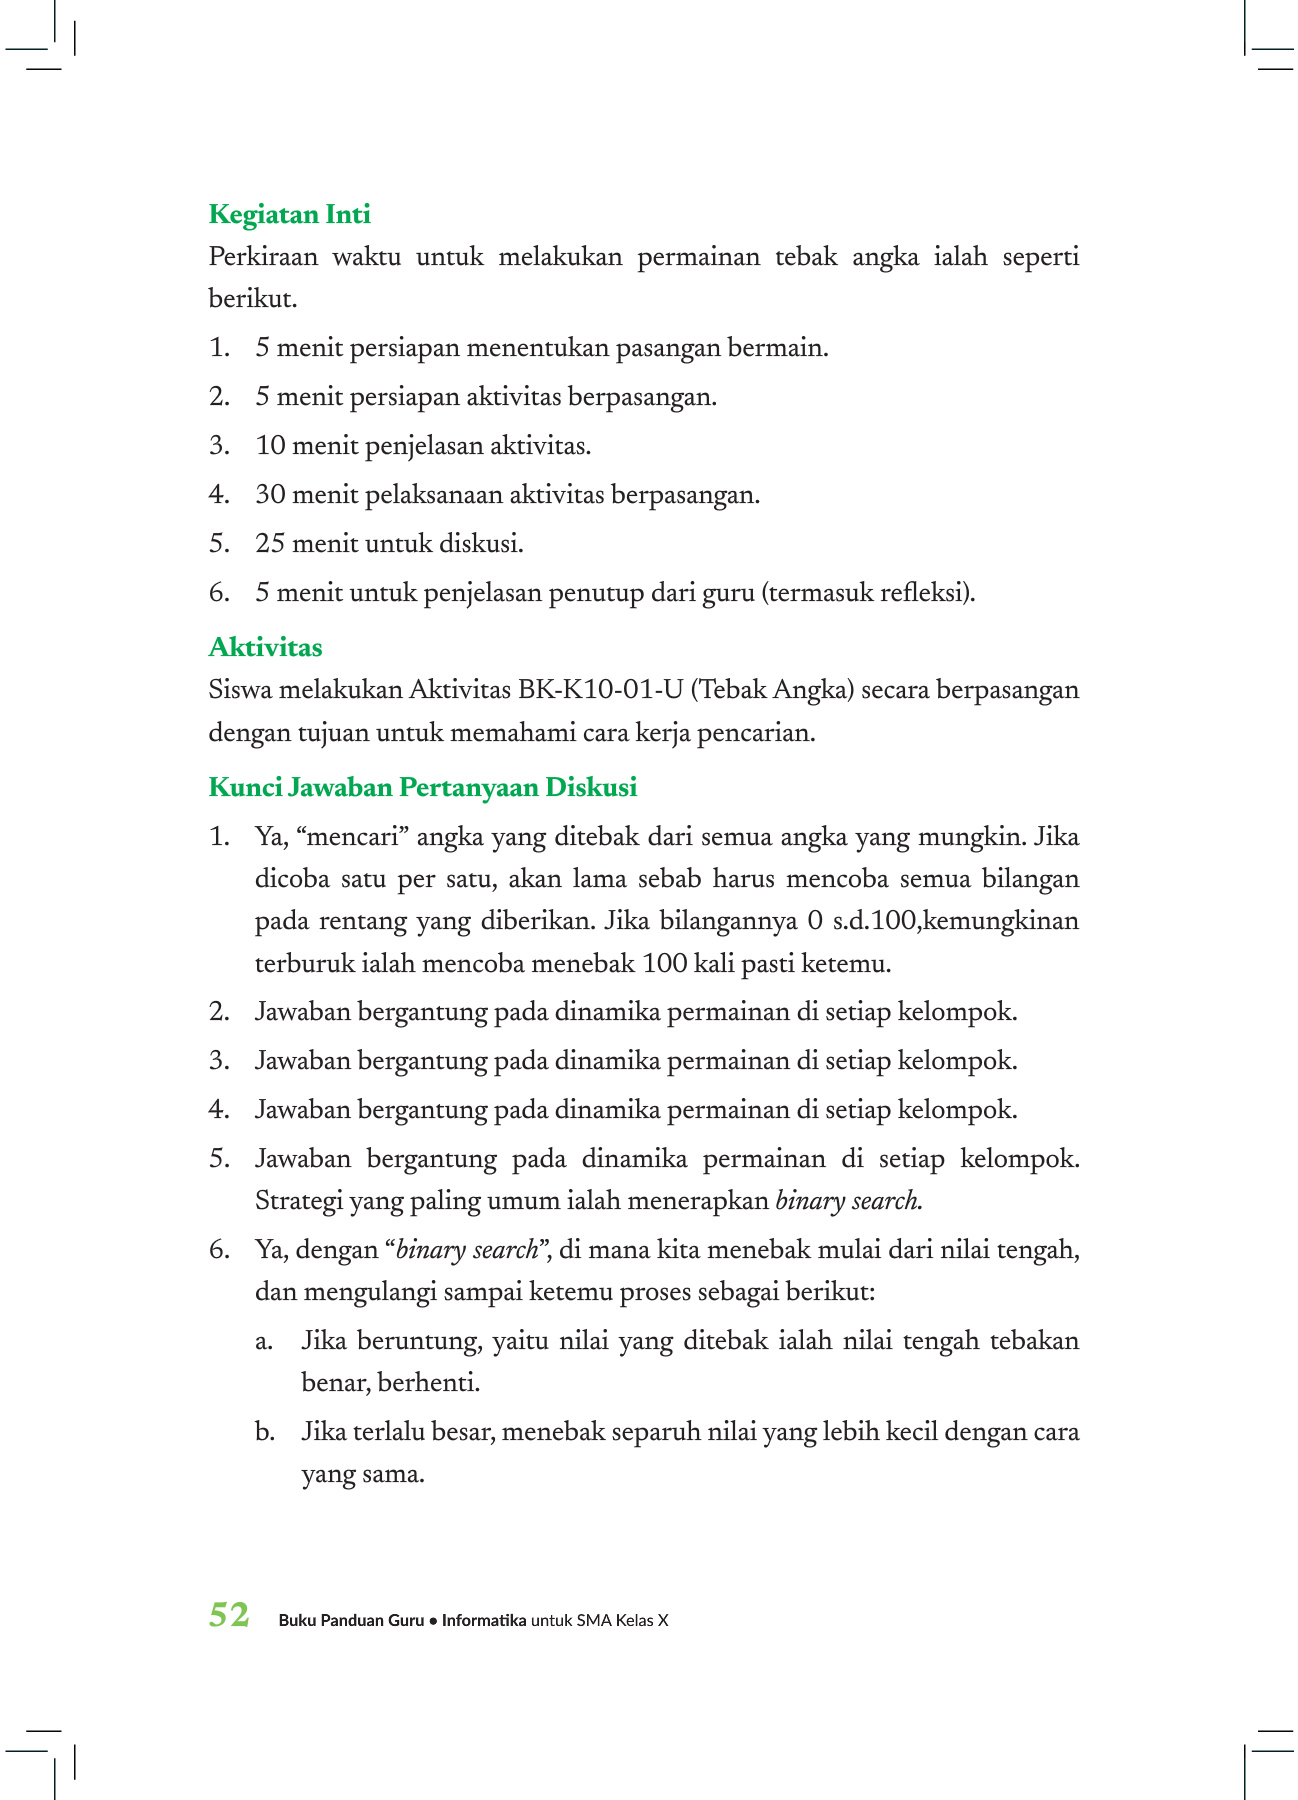 Kegiatan Inti
Perkiraan waktu untuk melakukan permainan tebak angka ialah seperti
berikut.
1. 5 menit persiapan menentukan pasangan bermain.
2. 5 menit persiapan aktivitas berpasangan.
3. 10 menit penjelasan aktivitas.
4. 30 menit pelaksanaan aktivitas berpasangan.
5. 25 menit untuk diskusi.
6. 5 menit untuk penjelasan penutup dari guru (termasuk refleksi).
Aktivitas
Siswa melakukan Aktivitas BK-K10-01-U (Tebak Angka) secara berpasangan
dengan tujuan untuk memahami cara kerja pencarian.
Kunci Jawaban Pertanyaan Diskusi
1. Ya, “mencari” angka yang ditebak dari semua angka yang mungkin. Jika
dicoba satu per satu, akan lama sebab harus mencoba semua bilangan
pada rentang yang diberikan. Jika bilangannya 0 s.d.100,kemungkinan
terburuk ialah mencoba menebak 100 kali pasti ketemu.
2. Jawaban bergantung pada dinamika permainan di setiap kelompok.
3. Jawaban bergantung pada dinamika permainan di setiap kelompok.
4. Jawaban bergantung pada dinamika permainan di setiap kelompok.
5. Jawaban bergantung pada dinamika permainan di setiap kelompok.
Strategi yang paling umum ialah menerapkan binary search.
6. Ya, dengan “binary search”, di mana kita menebak mulai dari nilai tengah,
dan mengulangi sampai ketemu proses sebagai berikut:
a. Jika beruntung, yaitu nilai yang ditebak ialah nilai tengah tebakan
benar, berhenti.
b. Jika terlalu besar, menebak separuh nilai yang lebih kecil dengan cara
yang sama.
52 Buku Panduan Guru • Informatika untuk SMA Kelas X